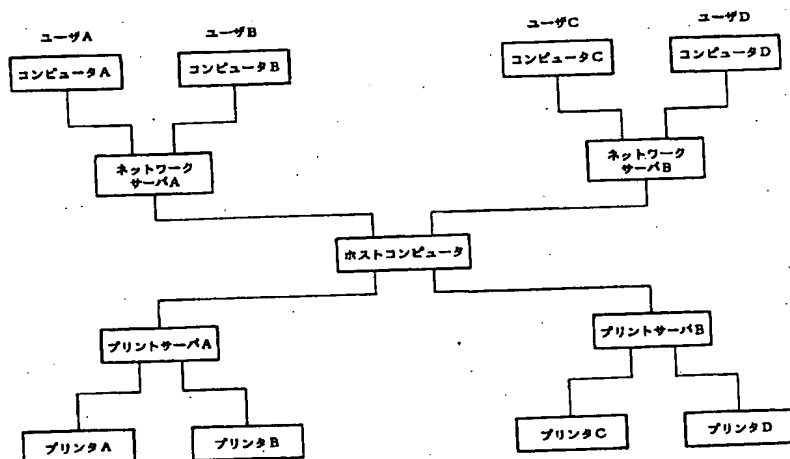 ユーザA
ユーザB
ユーザC
ユーザD
コンピュータA
コンピュータB
コンピュータC
コンピュータD
ネットワーク
サーバA
ネットワーク
サーバB
ホストコンピュータ
プリントサーバA
プリントサーバB
プリンタA
プリンタB
プリンタC
プリンタD